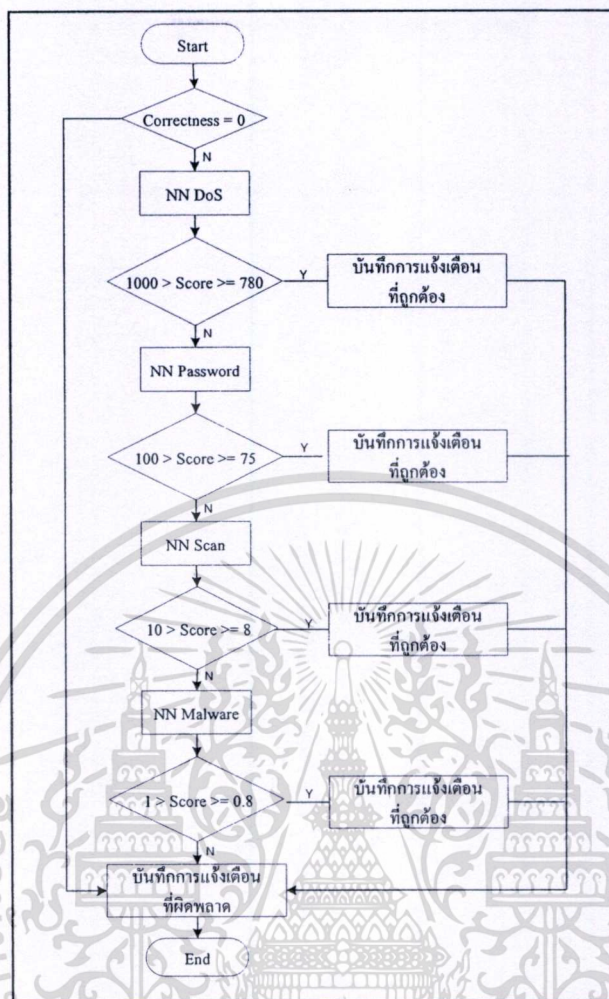 Start
Correctness = 0
N
NN DoS
1000 > Score >= 780
Y
บันทึกการแจ้งเตือน
ที่ถูกต้อง
N
NN Password
100 > Score >= 75
Y
บันทึกการแจ้งเตือน
ที่ถูกต้อง
N
NN Scan
10 > Score >= 8
Y
บันทึกการแจ้งเตือน
ที่ถูกต้อง
N
NN Malware
1 > Score >= 0.8
Y
บันทึกการแจ้งเตือน
ที่ถูกต้อง
N
บันทึกการแจ้งเตือน
ที่ผิดพลาด
End